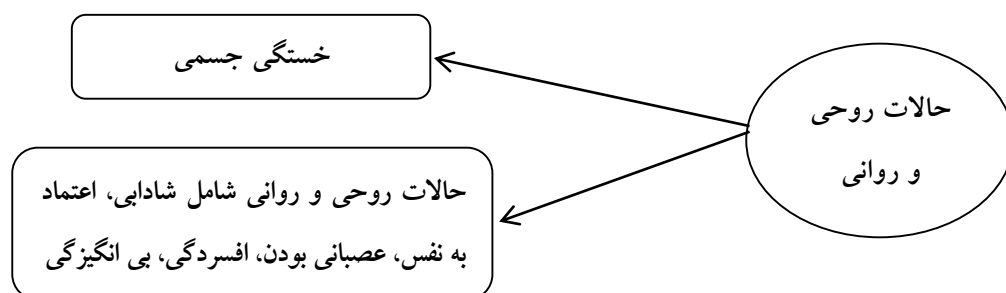 خستگی جسمی
حالات روحی
و روانی
حالات روحی و روانی شامل شادابی، اعتماد
به نفس، عصبانی بودن، افسردگی، بی انگیزگی